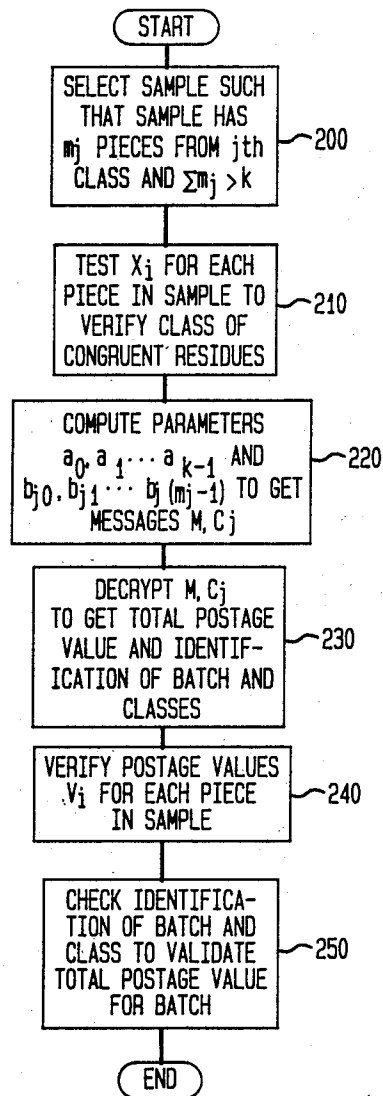 START
SELECT SAMPLE SUCH
THAT SAMPLE HAS
mj PIECES FROM jth
CLASS AND ∑mj >k
200
TEST Xi FOR EACH
PIECE IN SAMPLE TO
VERIFY CLASS OF
CONGRUENT RESIDUES
210
COMPUTE PARAMETERS
a0, a1 ··· a k-1 AND
bj0, bj1 ··· bj (mj-1) TO GET
MESSAGES M, Cj
220
DECRYPT M, Cj
TO GET TOTAL POSTAGE
VALUE AND IDENTIF-
ICATION OF BATCH AND
CLASSES
230
VERIFY POSTAGE VALUES
Vi FOR EACH PIECE
IN SAMPLE
240
CHECK IDENTIFICA-
TION OF BATCH AND
CLASS TO VALIDATE
TOTAL POSTAGE VALUE
FOR BATCH
250
END